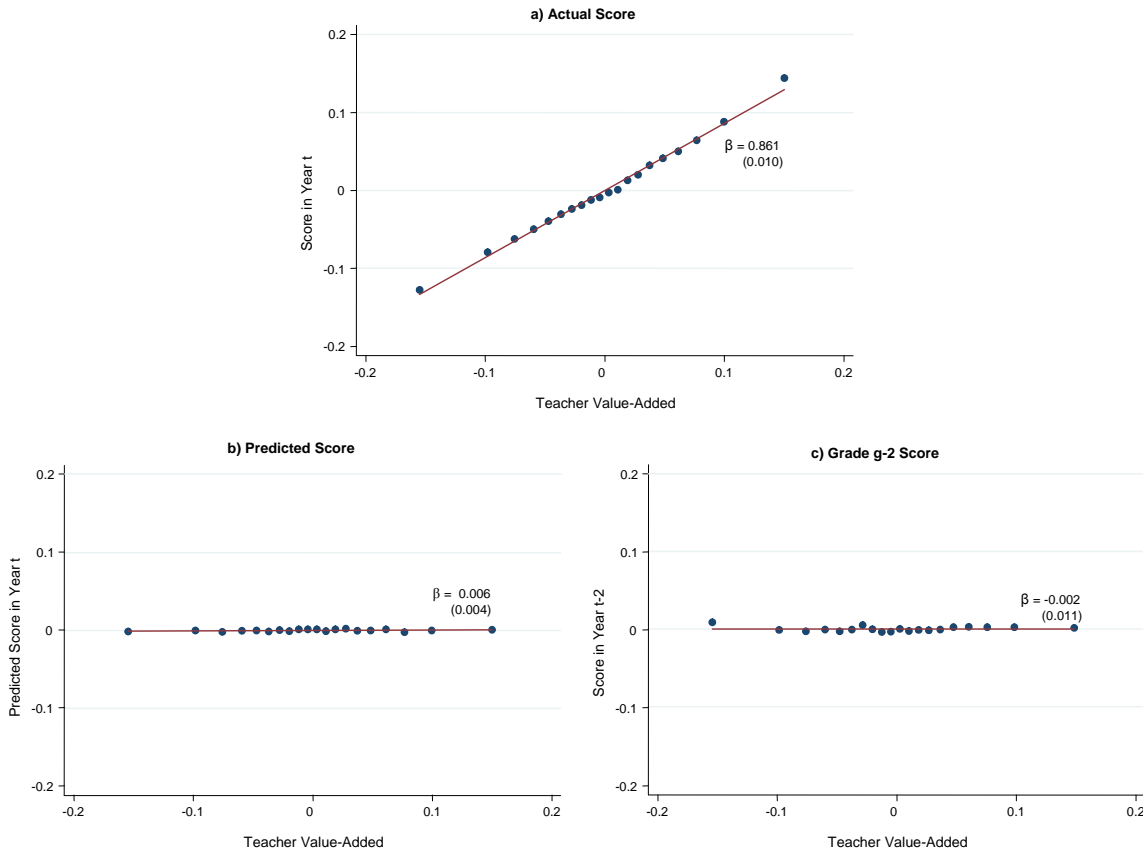 a) Actual Score
0.2
0.1
0
-0.1
-0.2
Score in Year t
β = 0.861
(0.010)
-0.2 -0.1 0 0.1 0.2
Teacher Value-Added
b) Predicted Score
0.2
0.1
0
-0.1
-0.2
Predicted Score in Year t
β = 0.006
(0.004)
-0.2 -0.1 0 0.1 0.2
Teacher Value-Added
c) Grade g-2 Score
0.2
0.1
0
-0.1
-0.2
Score in Year t-2
β = -0.002
(0.011)
-0.2 -0.1 0 0.1 0.2
Teacher Value-Added